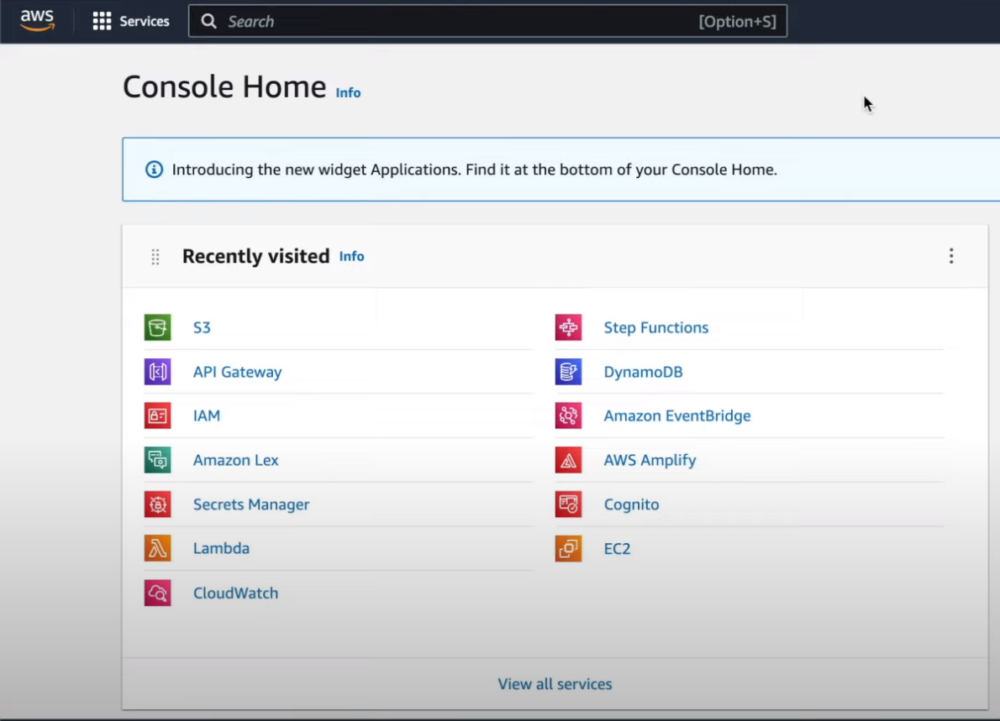 aws
Services
Search
[Option+S]
Console Home Info
Introducing the new widget Applications. Find it at the bottom of your Console Home.
Recently visited Info
S3
API Gateway
IAM
Amazon Lex
Secrets Manager
Lambda
CloudWatch
Step Functions
DynamoDB
Amazon EventBridge
AWS Amplify
Cognito
EC2
View all services